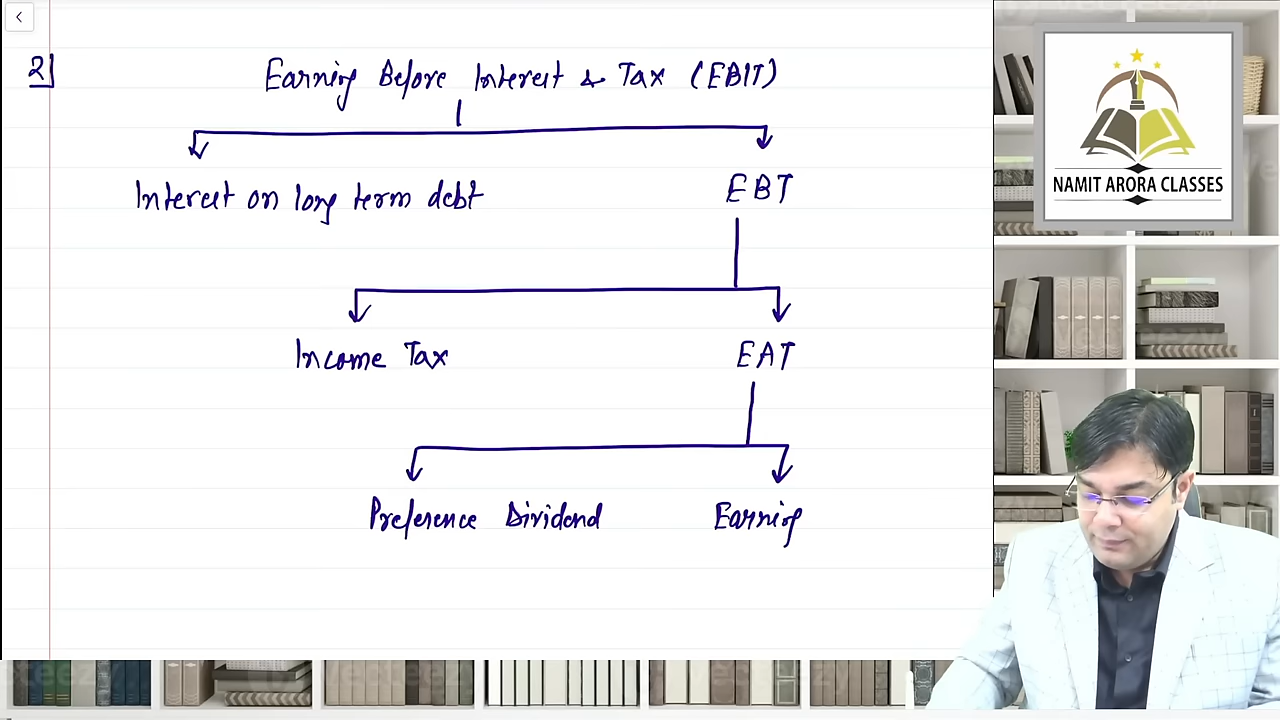 2]
Earning Before Interest & Tax (EBIT)
Interest on long term debt
EBT
Income Tax
EAT
Preference Dividend
Earning
NAMIT ARORA CLASSES